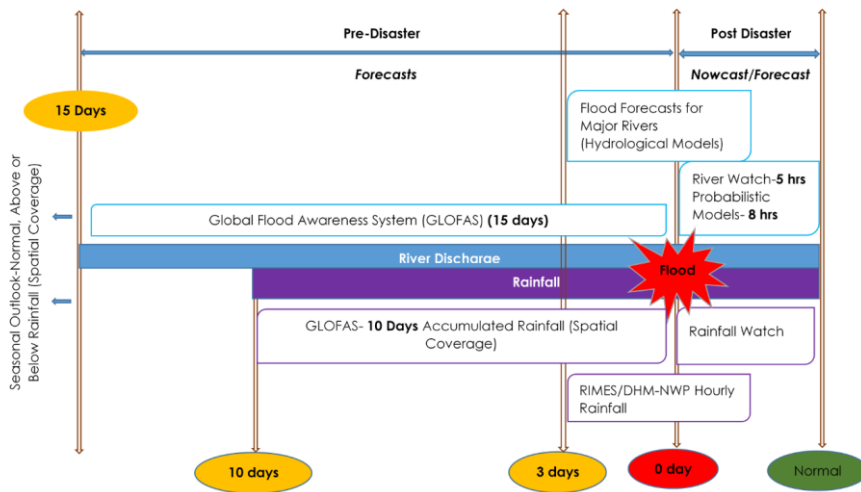 Pre-Disaster
Post Disaster
Forecasts
Nowcast/Forecast
15 Days
Flood Forecasts for
Major Rivers
(Hydrological Models)
River Watch-5 hrs
Probabilistic
Models- 8 hrs
Global Flood Awareness System (GLOFAS) (15 days)
Seasonal Outlook-Normal, Above or
Below Rainfall (Spatial Coverage)
River Discharae
Flood
Rainfall
GLOFAS- 10 Days Accumulated Rainfall (Spatial
Coverage)
Rainfall Watch
RIMES/DHM-NWP Hourly
Rainfall
10 days
3 days
0 day
Normal